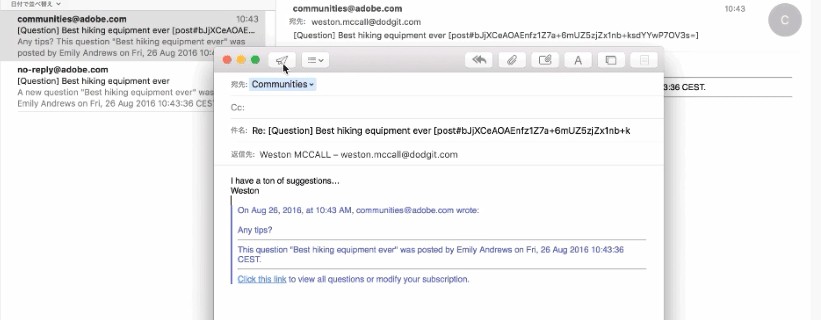 日付で並べ替え
communities@adobe.com 10:43
[Question] Best hiking equipment ever [post#bJjXCeAOAE...
Any tips? This question "Best hiking equipment ever" was
posted by Emily Andrews on Fri, 26 Aug 2016 10:43:36 CEST.
no-reply@adobe.com
[Question] Best hiking equipment ever
A new question "Best hiking equipment ever" was
Emily Andrews on Fri, 26 Aug 2016 10:43:36 CEST
communities@adobe.com 10:43
宛先: weston.mccall@dodgit.com
[Question] Best hiking equipment ever [post#bJjXCeAOAEnfz1Z7a+6mUZ5zjZx1nb+ksdYYwP7OV3s=]
C
3:36 CEST.
A
宛先: Communities
Cc:
件名: Re: [Question] Best hiking equipment ever [post#bJjXCeAOAEnfz1Z7a+6mUZ5zjZx1nb+k
返信先: Weston MCCALL – weston.mccall@dodgit.com
I have a ton of suggestions...
Weston
On Aug 26, 2016, at 10:43 AM, communities@adobe.com wrote:
Any tips?
This question "Best hiking equipment ever" was posted by Emily Andrews on Fri, 26 Aug 2016 10:43:36
CEST.
Click this link to view all questions or modify your subscription.